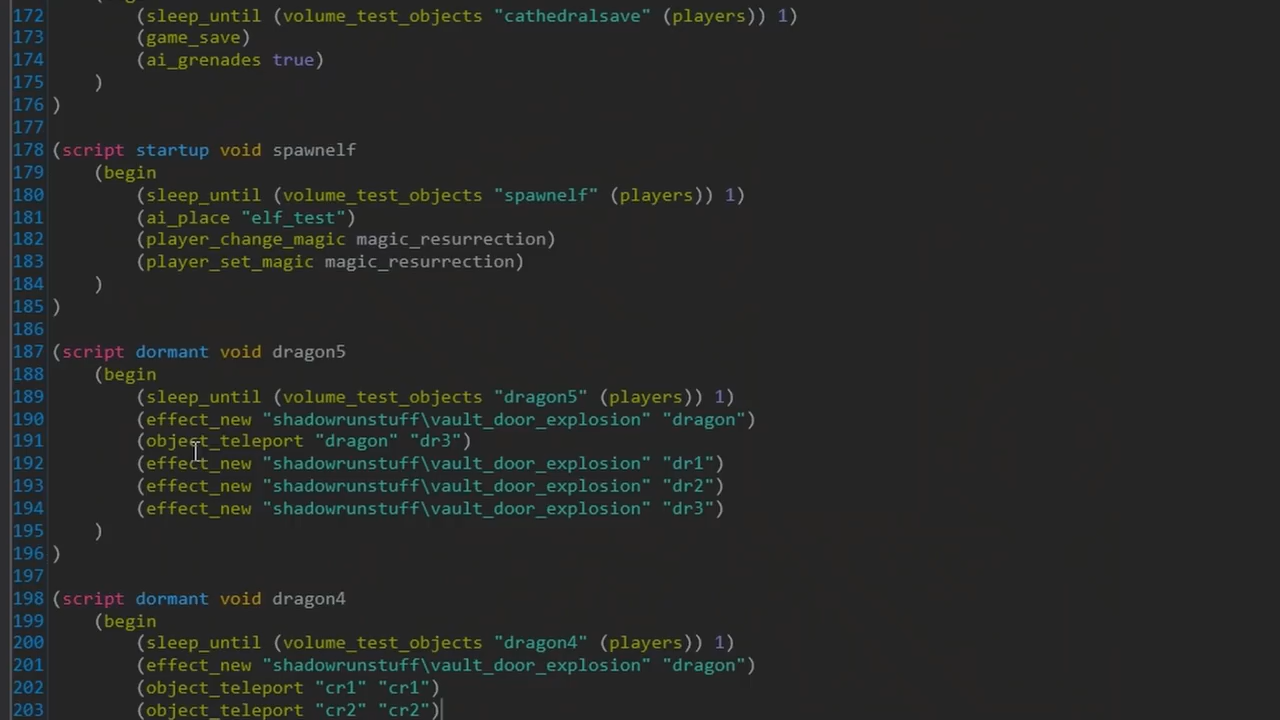 172 (sleep_until (volume_test_objects "cathedralsave" (players)) 1)
173 (game_save)
174 (ai_grenades true)
175 )
176 )
177
178 (script startup void spawnelf
179 (begin
180 (sleep_until (volume_test_objects "spawnelf" (players)) 1)
181 (ai_place "elf_test")
182 (player_change_magic magic_resurrection)
183 (player_set_magic magic_resurrection)
184 )
185 )
186
187 (script dormant void dragon5
188 (begin
189 (sleep_until (volume_test_objects "dragon5" (players)) 1)
190 (effect_new "shadowrunstuff\vault_door_explosion" "dragon")
191 (object_teleport "dragon" "dr3")
192 (effect_new "shadowrunstuff\vault_door_explosion" "dr1")
193 (effect_new "shadowrunstuff\vault_door_explosion" "dr2")
194 (effect_new "shadowrunstuff\vault_door_explosion" "dr3")
195 )
196 )
197
198 (script dormant void dragon4
199 (begin
200 (sleep_until (volume_test_objects "dragon4" (players)) 1)
201 (effect_new "shadowrunstuff\vault_door_explosion" "dragon")
202 (object_teleport "cr1" "cr1")
203 (object_teleport "cr2" "cr2")